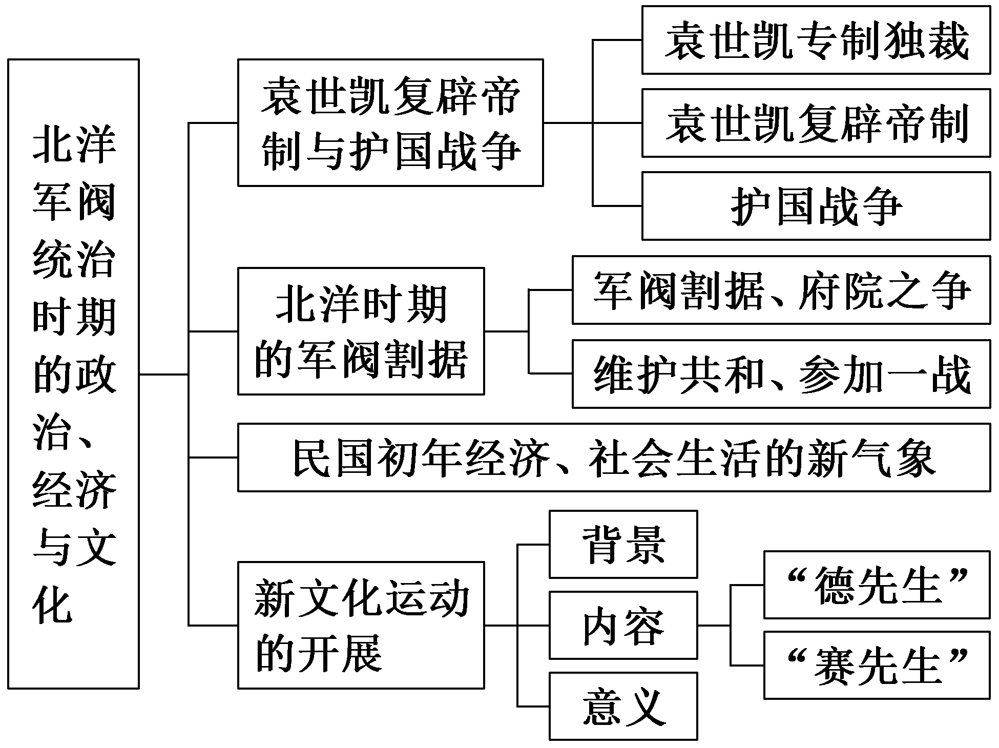 北洋
军阀
统治
时期
的政
治、
经济
与文
化
袁世凯复辟帝
制与护国战争
袁世凯专制独裁
袁世凯复辟帝制
护国战争
北洋时期
的军阀割据
军阀割据、府院之争
维护共和、参加一战
民国初年经济、社会生活的新气象
新文化运动
的开展
背景
内容
“德先生”
“赛先生”
意义